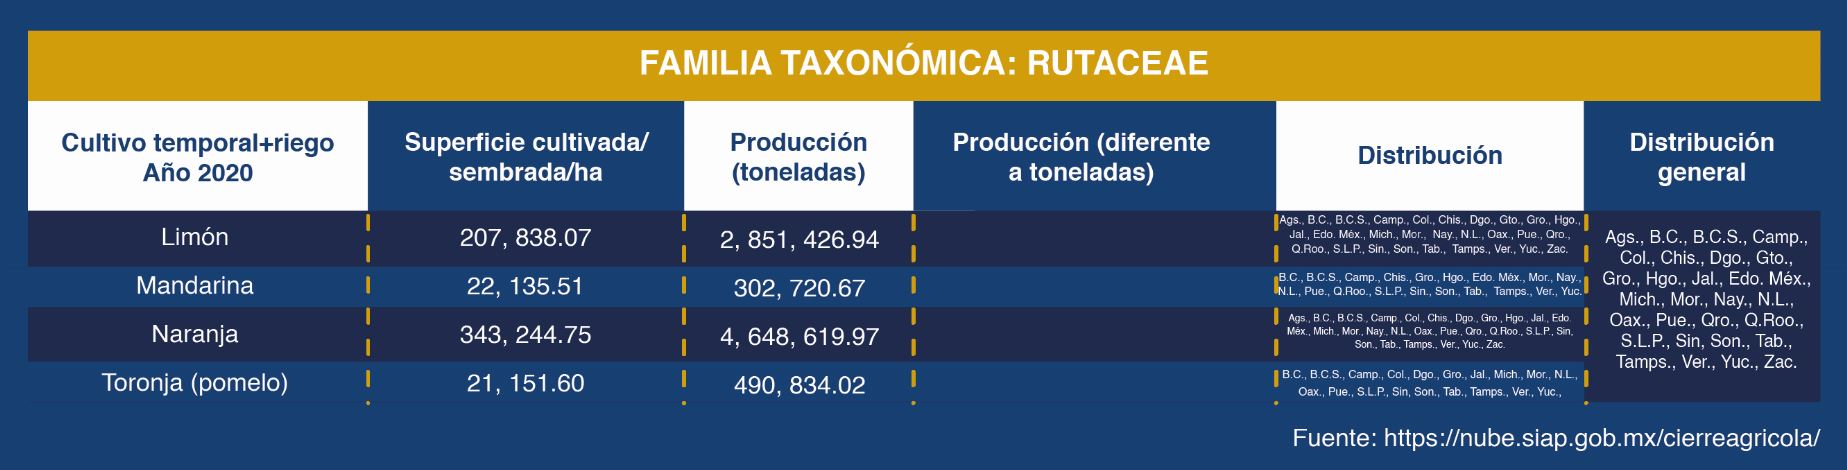 FAMILIA TAXONÓMICA: RUTACEAE
Cultivo temporal+riego
Año 2020
Superficie cultivada/
sembrada/ha
Producción
(toneladas)
Producción (diferente
a toneladas)
Distribución
Distribución
general
Limón
207, 838.07
2, 851, 426.94
Ags., B.C., B.C.S., Camp., Col., Chis., Dgo., Gto., Gro., Hgo.,
Jal., Edo. Méx., Mich., Mor., Nay., N.L., Oax., Pue., Qro.,
Q.Roo., S.L.P., Sin., Son., Tab., Tamps., Ver., Yuc., Zac.
Mandarina
22, 135.51
302, 720.67
B.C., B.C.S., Camp., Chis., Gro., Hgo., Edo. Méx., Mor., Nay.,
N.L., Pue., Q.Roo., S.L.P., Sin., Son., Tab., Tamps., Ver., Yuc.
Naranja
343, 244.75
4, 648, 619.97
Ags., B.C., B.C.S., Camp., Col., Chis., Dgo., Gro., Hgo., Jal., Edo.
Méx., Mich., Mor., Nay., N.L., Oax., Pue., Qro., Q.Roo., S.L.P., Sin,
Son., Tab., Tamps., Ver., Yuc., Zac.
Toronja (pomelo)
21, 151.60
490, 834.02
B.C., B.C.S., Camp., Col., Dgo., Gro., Jal., Mich., Mor., N.L.,
Oax., Pue., S.L.P., Sin, Son., Tab., Tamps., Ver., Yuc.,
Ags., B.C., B.C.S., Camp.,
Col., Chis., Dgo., Gto.,
Gro., Hgo., Jal., Edo. Méx.,
Mich., Mor., Nay., N.L.,
Oax., Pue., Qro., Q.Roo.,
S.L.P., Sin, Son., Tab.,
Tamps., Ver., Yuc., Zac.
Fuente: https://nube.siap.gob.mx/cierreagricola/